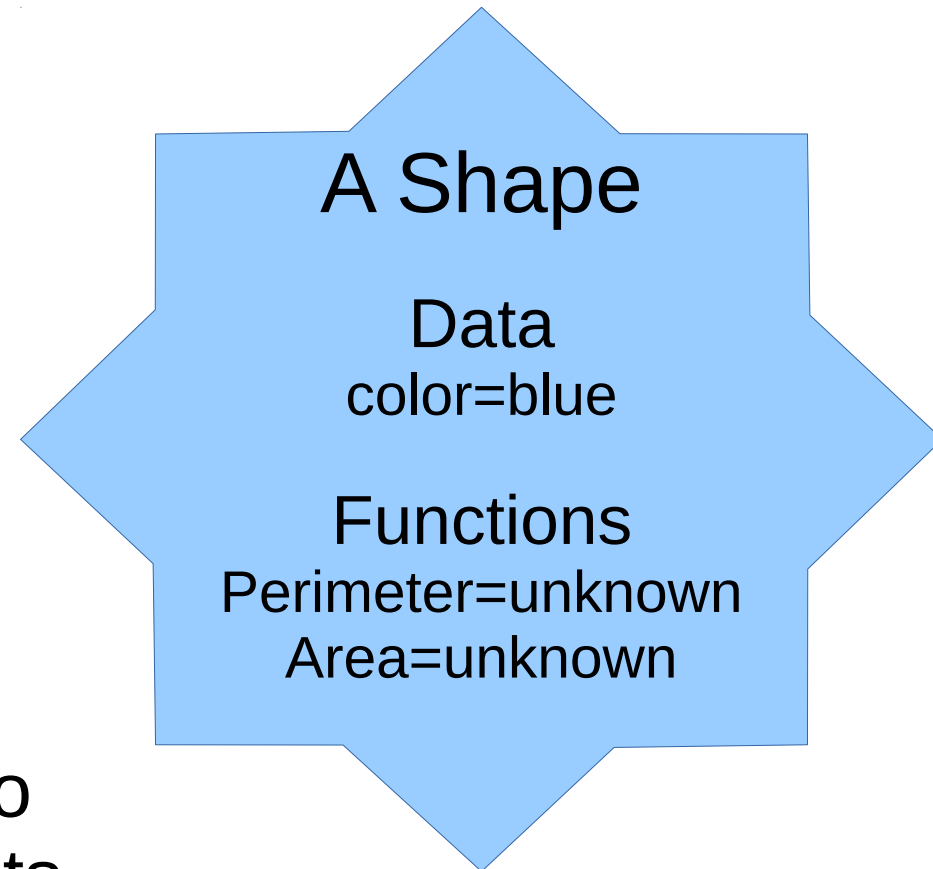 A Shape
Data
color=blue
Functions
Perimeter=unknown
Area=unknown